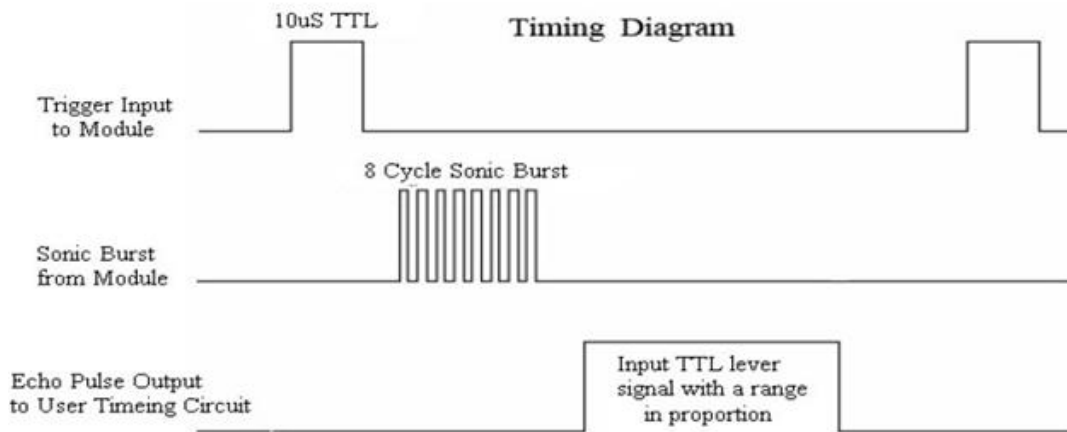 10uS TTL
Timing Diagram
Trigger Input
to Module
8 Cycle Sonic Burst
Sonic Burst
from Module
Echo Pulse Output
to User Timeing Circuit
Input TTL lever
signal with a range
in proportion